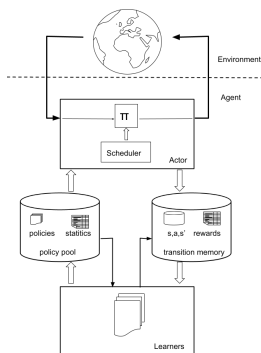 Environment
Agent
π
Scheduler
Actor
policies statitics
policy pool
s,a,s' rewards
transition memory
Learners